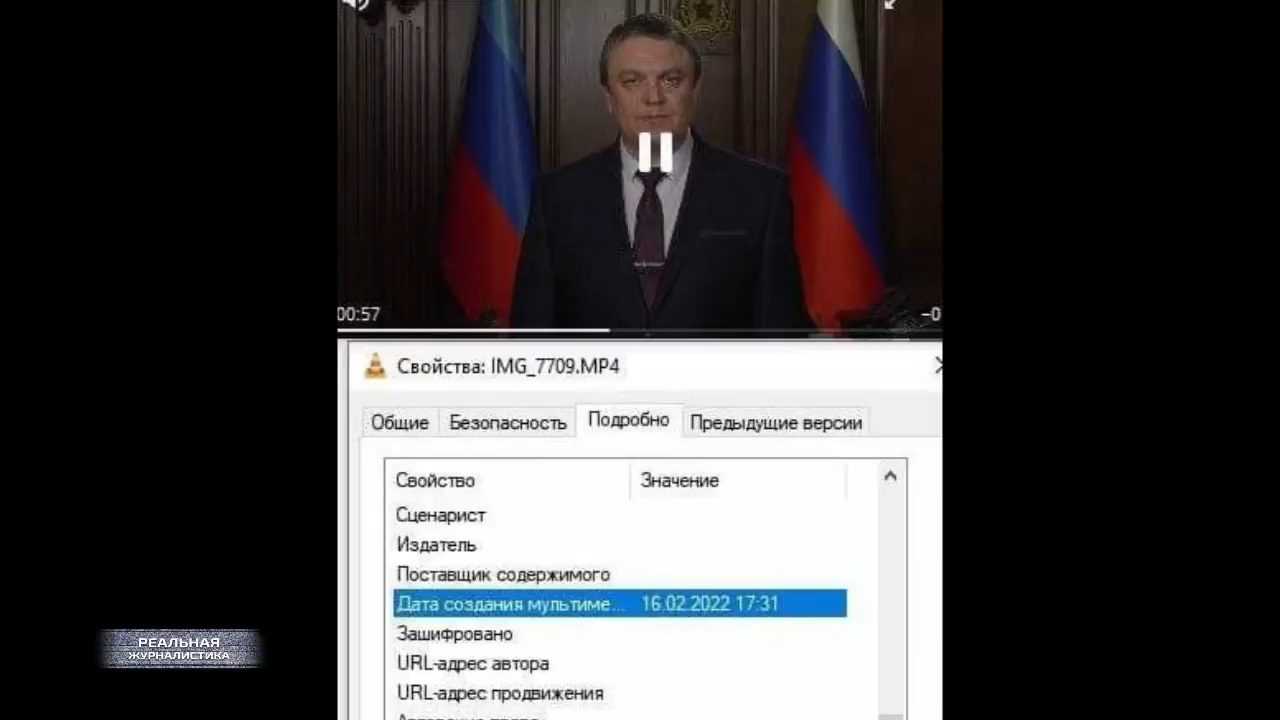 00:57
-0
Свойства: IMG_7709.MP4
Общие
Безопасность
Подробно
Предыдущие версии
Свойство
Значение
Сценарист
Издатель
Поставщик содержимого
Дата создания мультиме...
16.02.2022 17:31
Зашифровано
URL-адрес автора
URL-адрес продвижения
РЕАЛЬНАЯ
ЖУРНАЛИСТИКА